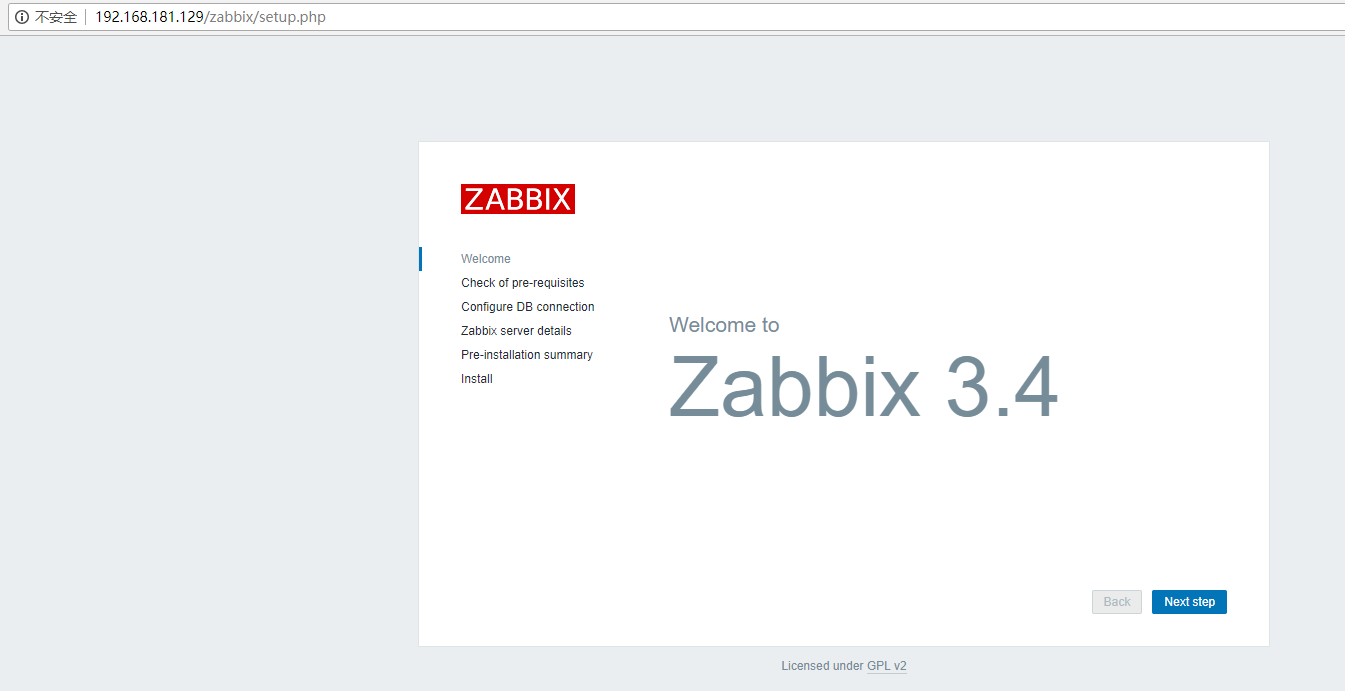 不安全 192.168.181.129/zabbix/setup.php
ZABBIX
Welcome
Check of pre-requisites
Configure DB connection
Zabbix server details
Pre-installation summary
Install
Welcome to
Zabbix 3.4
Back Next step
Licensed under GPL v2